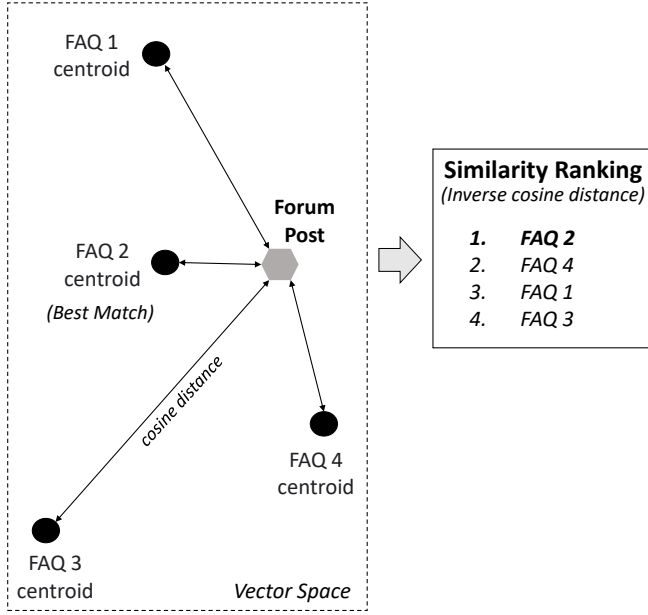 FAQ 1
centroid
Forum
Post
FAQ 2
centroid
(Best Match)
cosine distance
FAQ 4
centroid
FAQ 3
centroid
Vector Space
Similarity Ranking
(Inverse cosine distance)
1. FAQ 2
2. FAQ 4
3. FAQ 1
4. FAQ 3